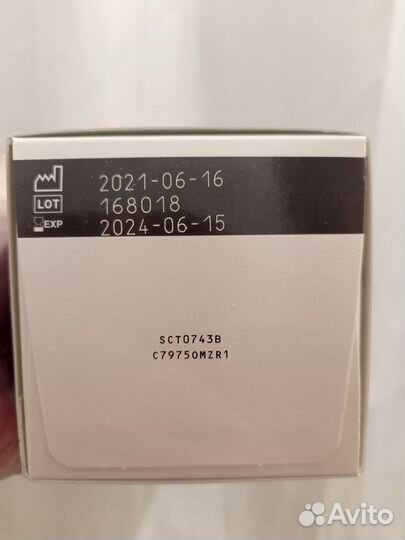 2021-06-16
LOT 168018
EXP 2024-06-15
SCT0743B
C79750MZR1
Avito